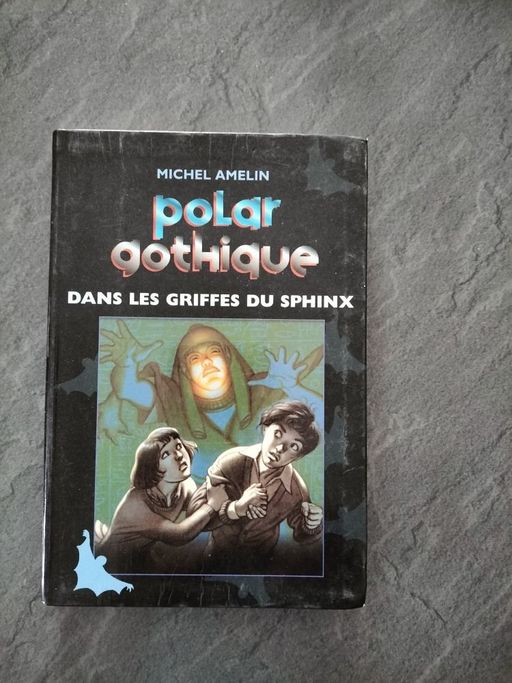 MICHEL AMELIN
polar
gothique
DANS LES GRIFFES DU SPHINX